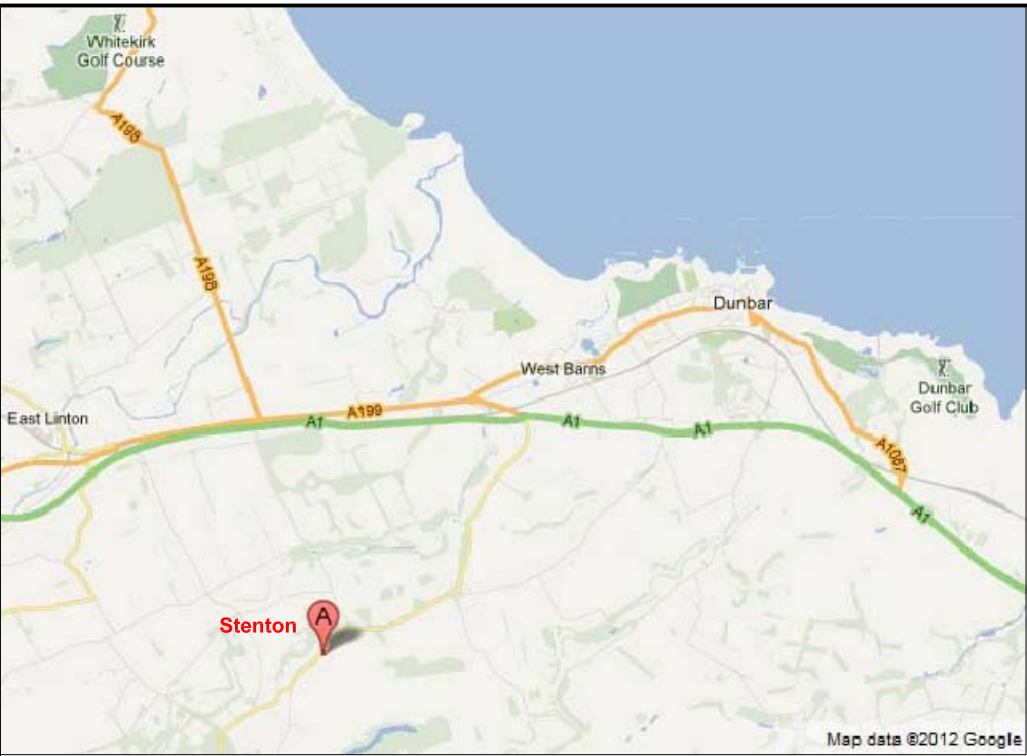 Whitekirk
Golf Course
A198
A198
Dunbar
West Barns
Dunbar
Golf Club
East Linton
A199
A1
A1
A1
A1087
A1
Stenton
A
Map data ©2012 Google